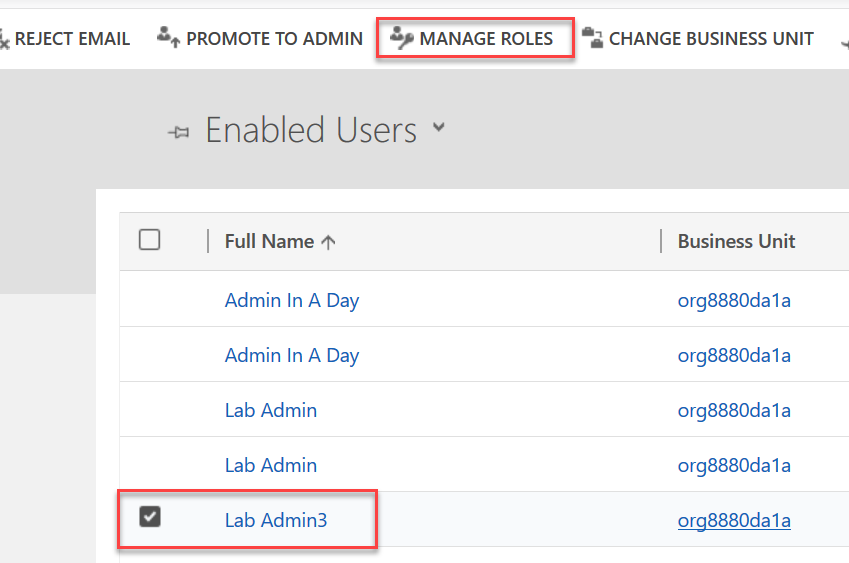 REJECT EMAIL PROMOTE TO ADMIN MANAGE ROLES CHANGE BUSINESS UNIT
Enabled Users
Full Name Business Unit
Admin In A Day org8880da1a
Admin In A Day org8880da1a
Lab Admin org8880da1a
Lab Admin org8880da1a
Lab Admin3 org8880da1a